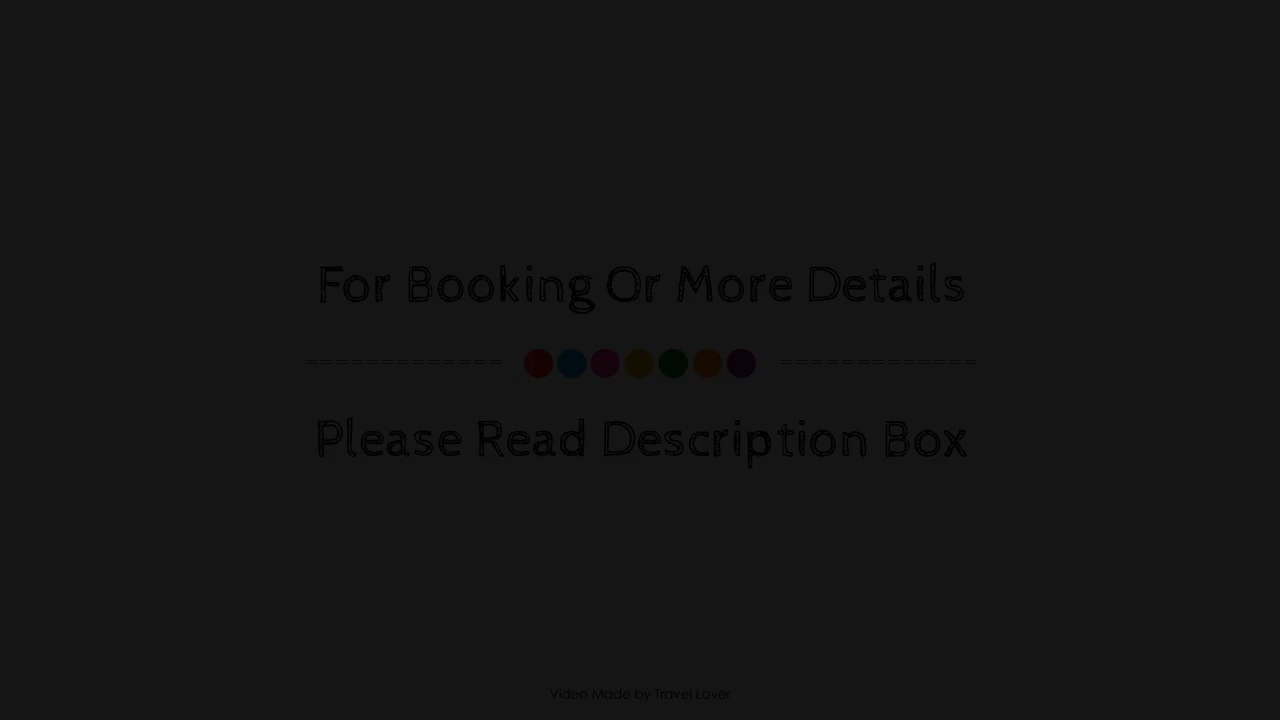 For Booking Or More Details
============= =============
Please Read Description Box
Video Made by Travel Lover